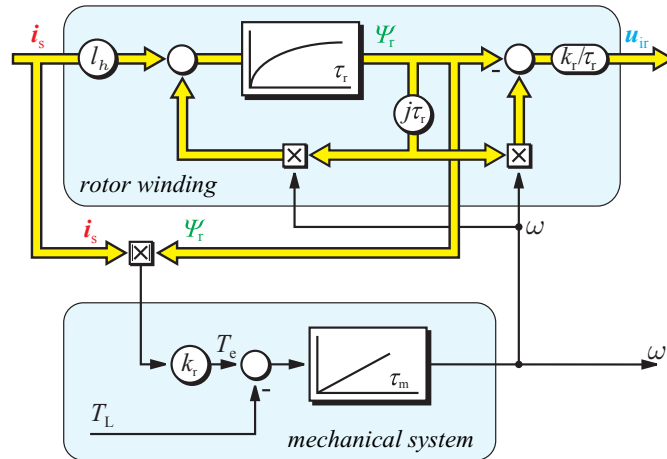 i_s
Ψ_r
u_ir
l_h
τ_r
k_r/τ_r
-
jτ_r
rotor winding
i_s
Ψ_r
ω
T_e
k_r
ω
-
τ_m
T_L
mechanical system